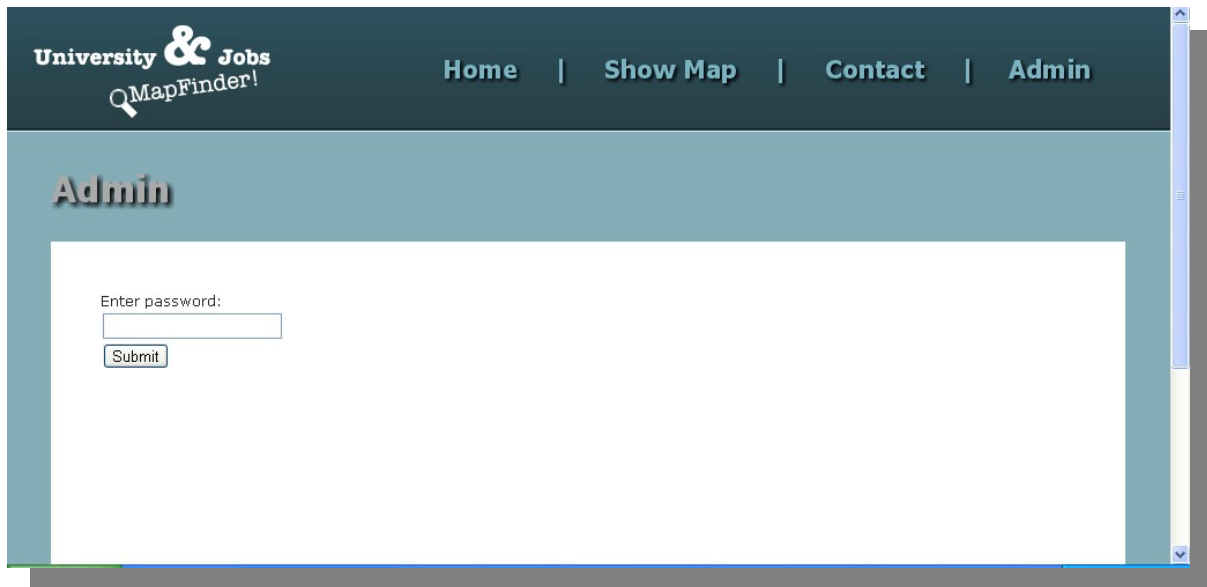 University & Jobs
MapFinder!
Home | Show Map | Contact | Admin
Admin
Enter password:
Submit